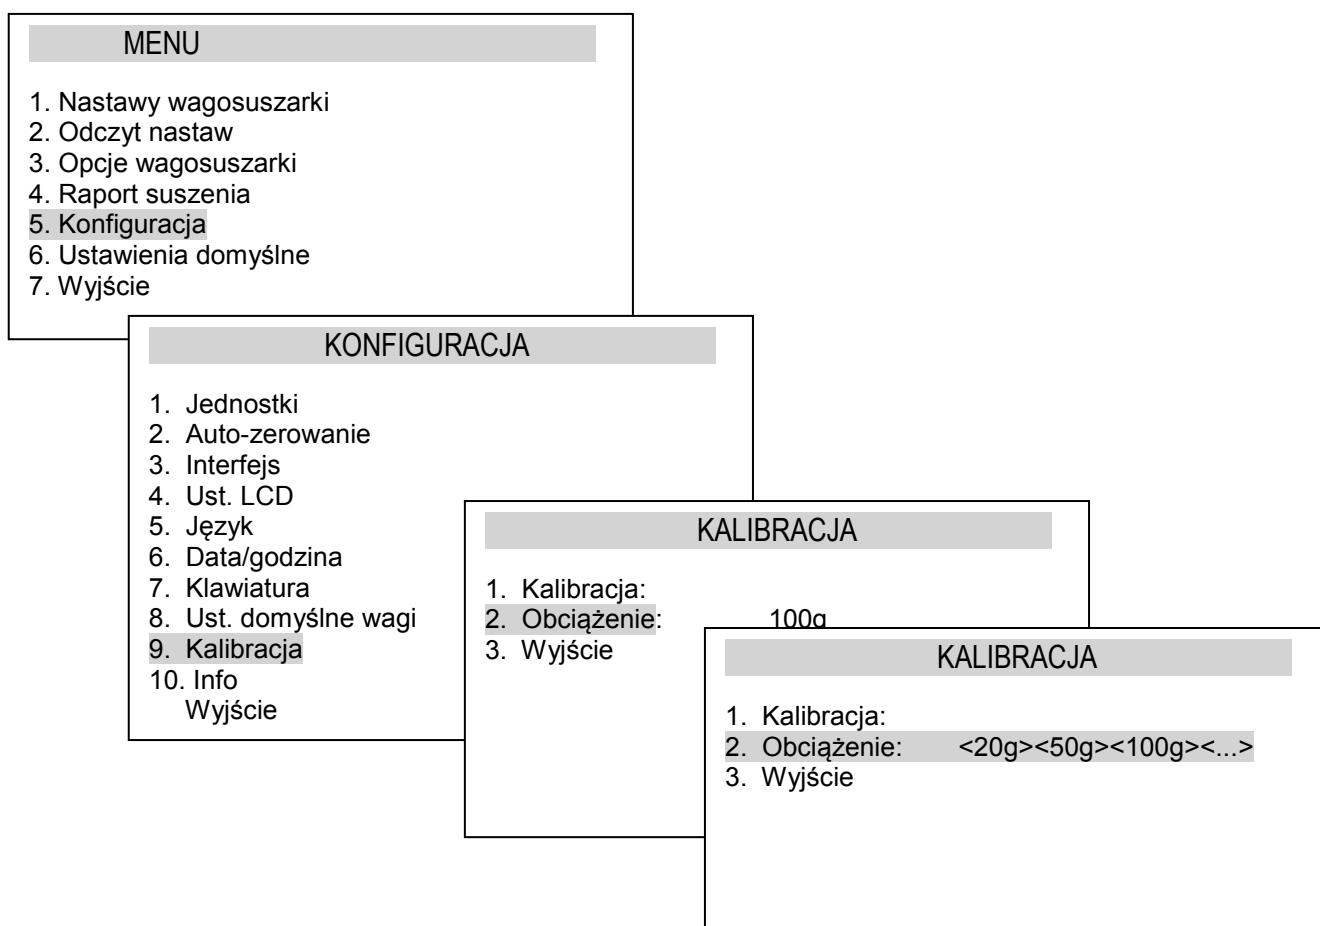 MENU
1. Nastawy wagosuszarki
2. Odczyt nastaw
3. Opcje wagosuszarki
4. Raport suszenia
5. Konfiguracja
6. Ustawienia domyślne
7. Wyjście
KONFIGURACJA
1. Jednostki
2. Auto-zerowanie
3. Interfejs
4. Ust. LCD
5. Język
6. Data/godzina
7. Klawiatura
8. Ust. domyślne wagi
9. Kalibracja
10. Info
Wyjście
KALIBRACJA
1. Kalibracja:
2. Obciążenie: 100g
3. Wyjście
KALIBRACJA
1. Kalibracja:
2. Obciążenie: <20g><50g><100g><...>
3. Wyjście